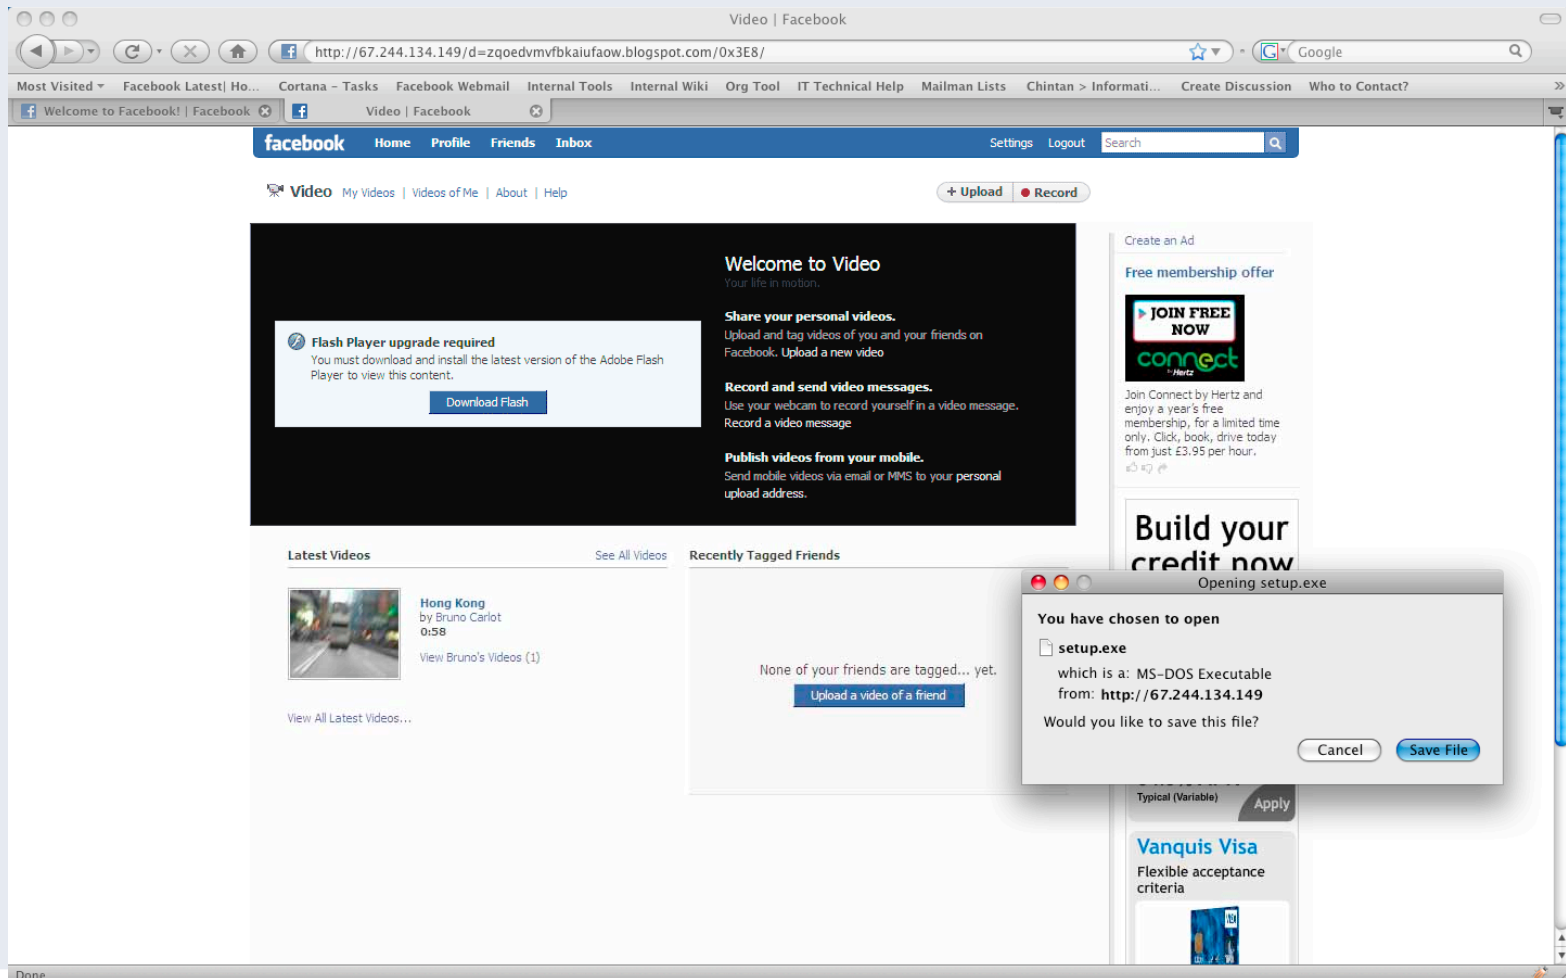 Video | Facebook
http://67.244.134.149/d=zqoedvmvfbkaiufaow.blogspot.com/0x3E8/
Google
Most Visited Facebook Latest| Ho... Cortana – Tasks Facebook Webmail Internal Tools Internal Wiki Org Tool IT Technical Help Mailman Lists Chintan > Informati... Create Discussion Who to Contact?
Welcome to Facebook! | Facebook Video | Facebook
facebook Home Profile Friends Inbox Settings Logout Search
Video My Videos | Videos of Me | About | Help + Upload Record
Flash Player upgrade required
You must download and install the latest version of the Adobe Flash
Player to view this content.
Download Flash
Welcome to Video
Your life in motion.
Share your personal videos.
Upload and tag videos of you and your friends on
Facebook. Upload a new video
Record and send video messages.
Use your webcam to record yourself in a video message.
Record a video message
Publish videos from your mobile.
Send mobile videos via email or MMS to your personal
upload address.
Create an Ad
Free membership offer
JOIN FREE
NOW
connect
by Hertz
Join Connect by Hertz and
enjoy a year's free
membership, for a limited time
only. Click, book, drive today
from just £3.95 per hour.
Build your
credit now
Latest Videos See All Videos
Hong Kong
by Bruno Carlot
0:58
View Bruno's Videos (1)
View All Latest Videos...
Recently Tagged Friends
None of your friends are tagged... yet.
Upload a video of a friend
Opening setup.exe
You have chosen to open
setup.exe
which is a: MS-DOS Executable
from: http://67.244.134.149
Would you like to save this file?
Cancel Save File
Typical (Variable)
Apply
Vanquis Visa
Flexible acceptance
criteria
Done